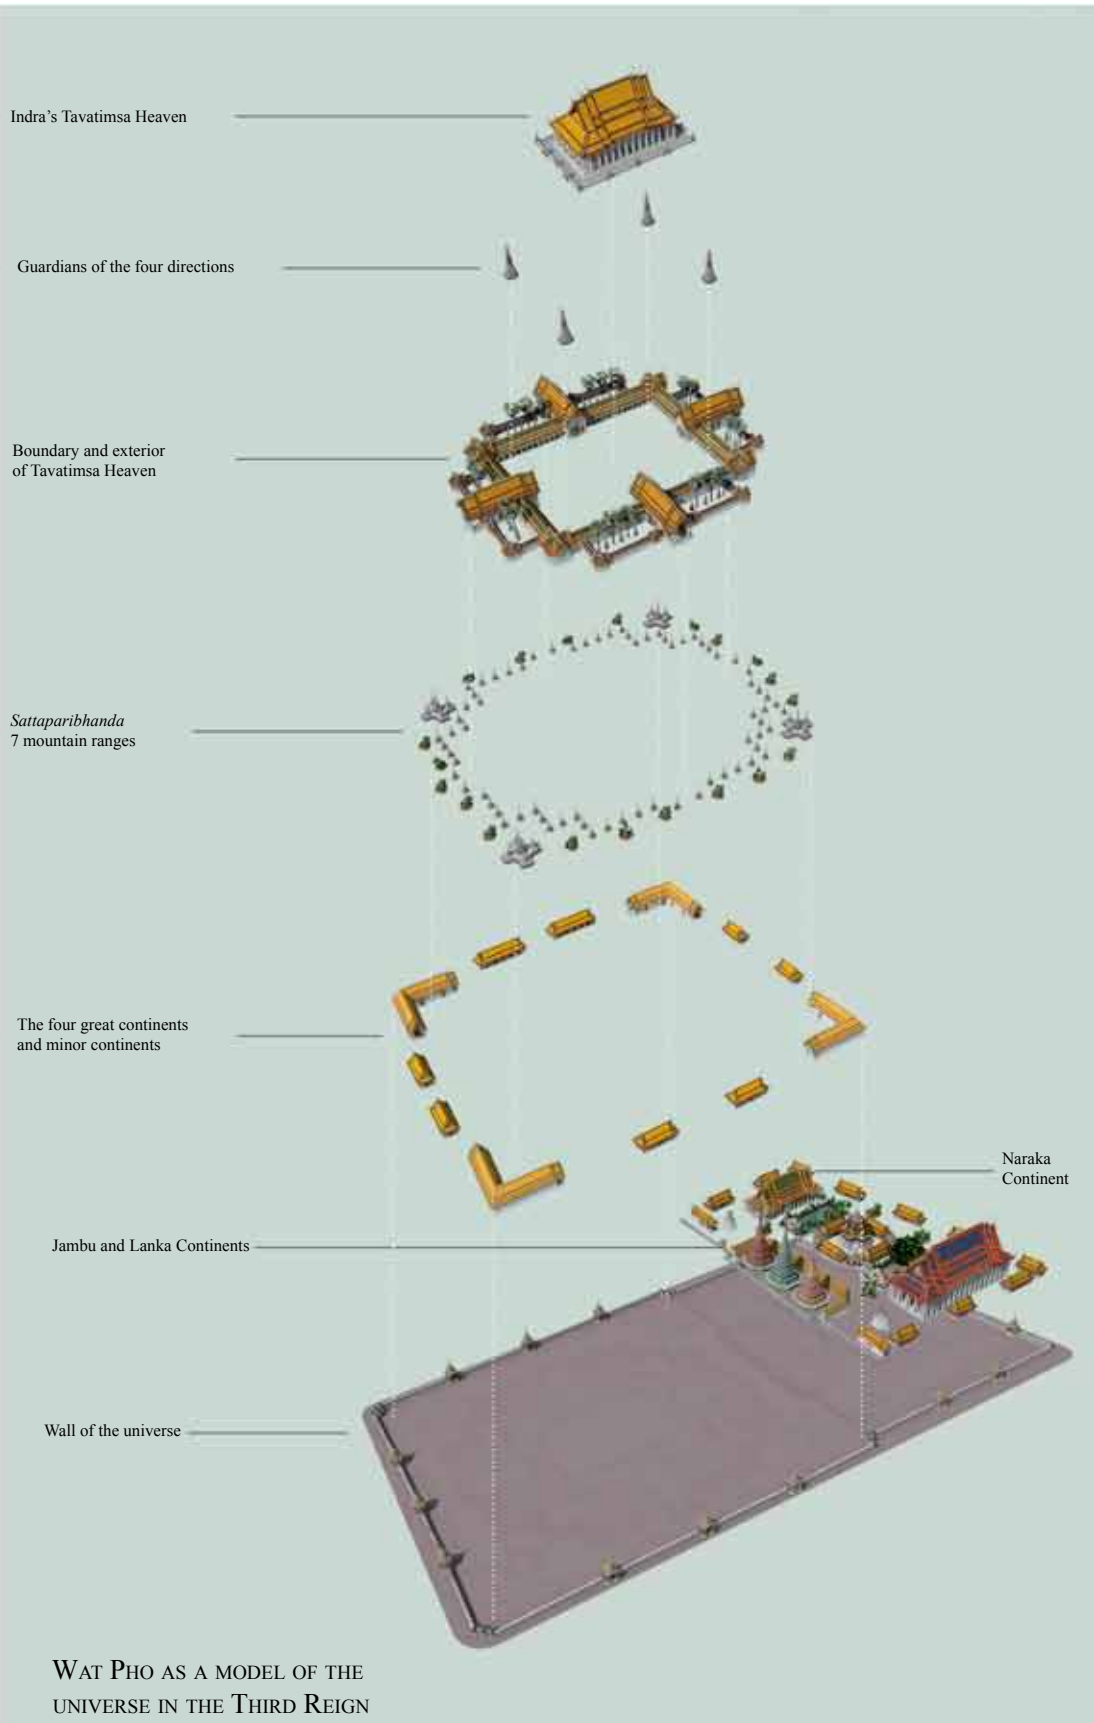 Indra's Tavatimsa Heaven
Guardians of the four directions
Boundary and exterior
of Tavatimsa Heaven
Sattaparibhanda
7 mountain ranges
The four great continents
and minor continents
Naraka
Continent
Jambu and Lanka Continents
Wall of the universe
WAT PHO AS A MODEL OF THE
UNIVERSE IN THE THIRD REIGN